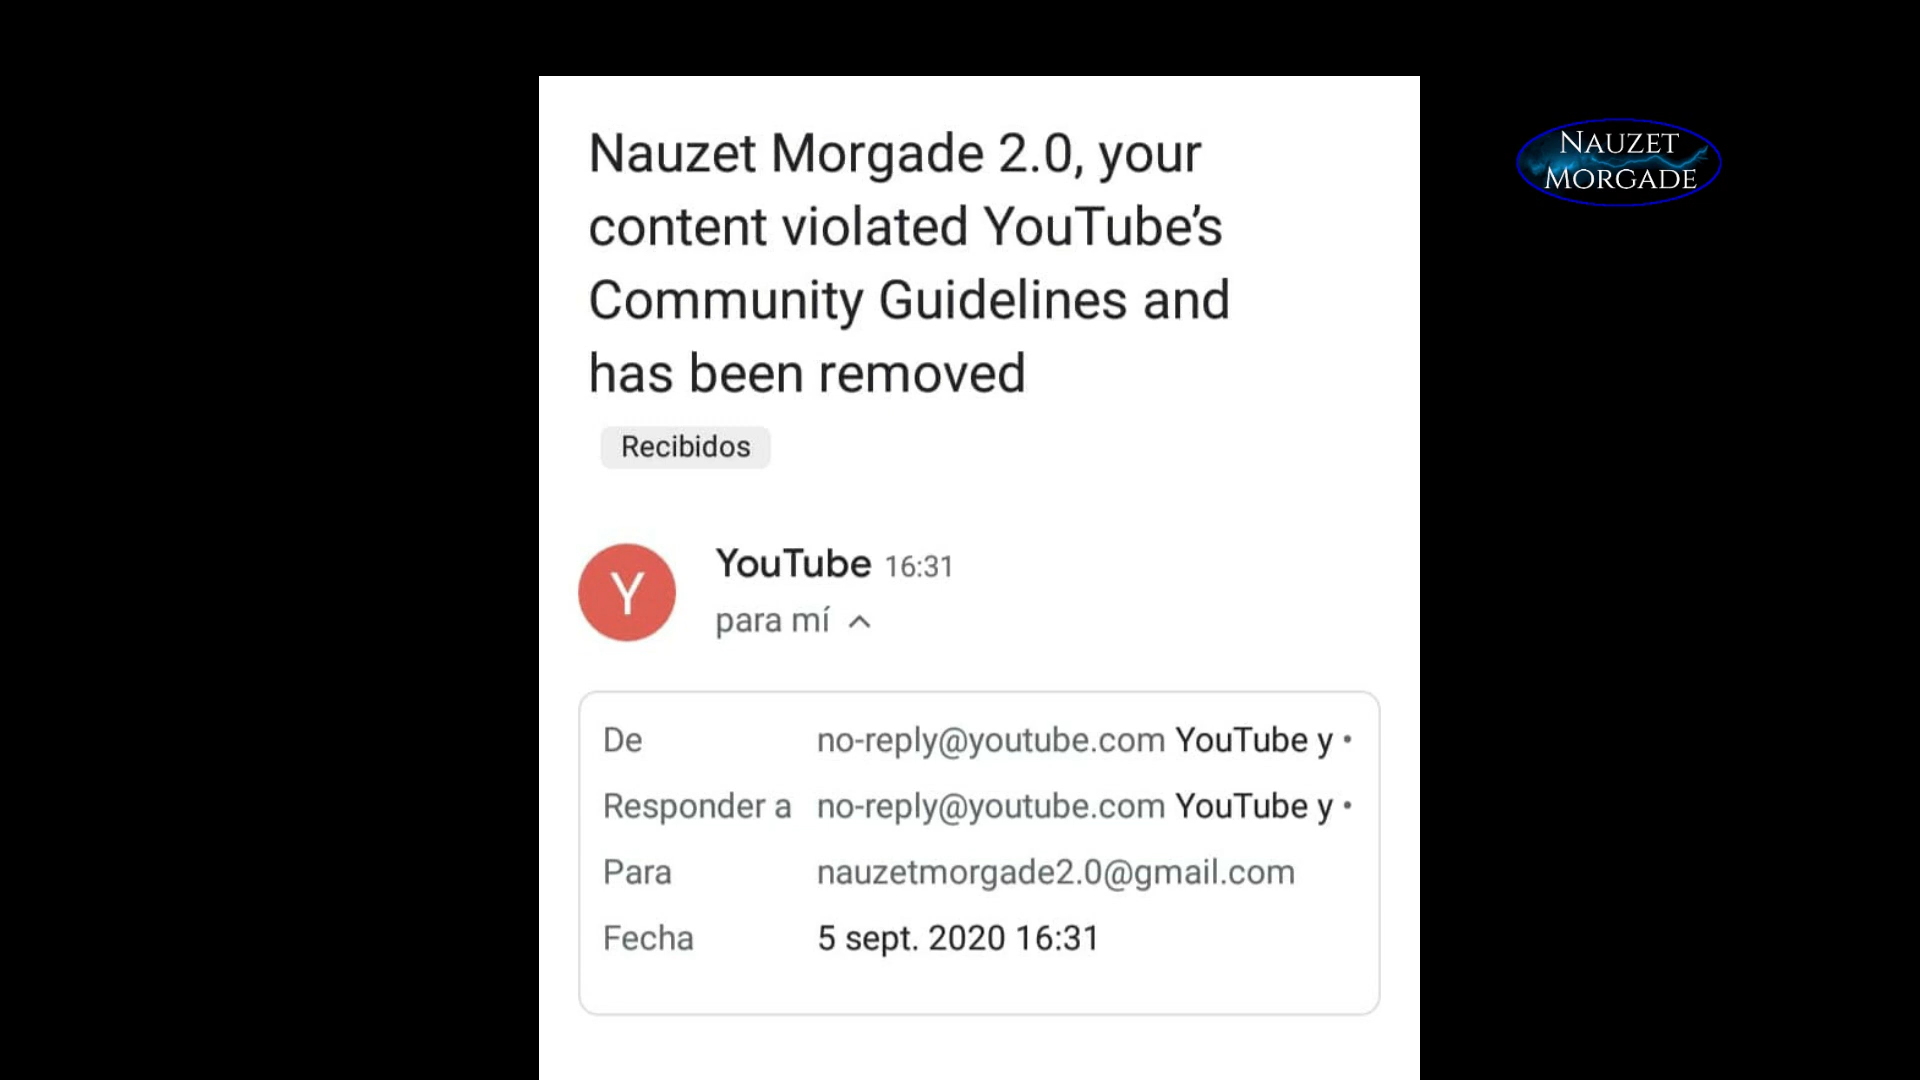 Nauzet Morgade 2.0, your
content violated YouTube’s
Community Guidelines and
has been removed
Recibidos
NAUZET
MORGADE
Y
YouTube 16:31
para mí
De no-reply@youtube.com YouTube y •
Responder a no-reply@youtube.com YouTube y •
Para nauzetmorgade2.0@gmail.com
Fecha 5 sept. 2020 16:31